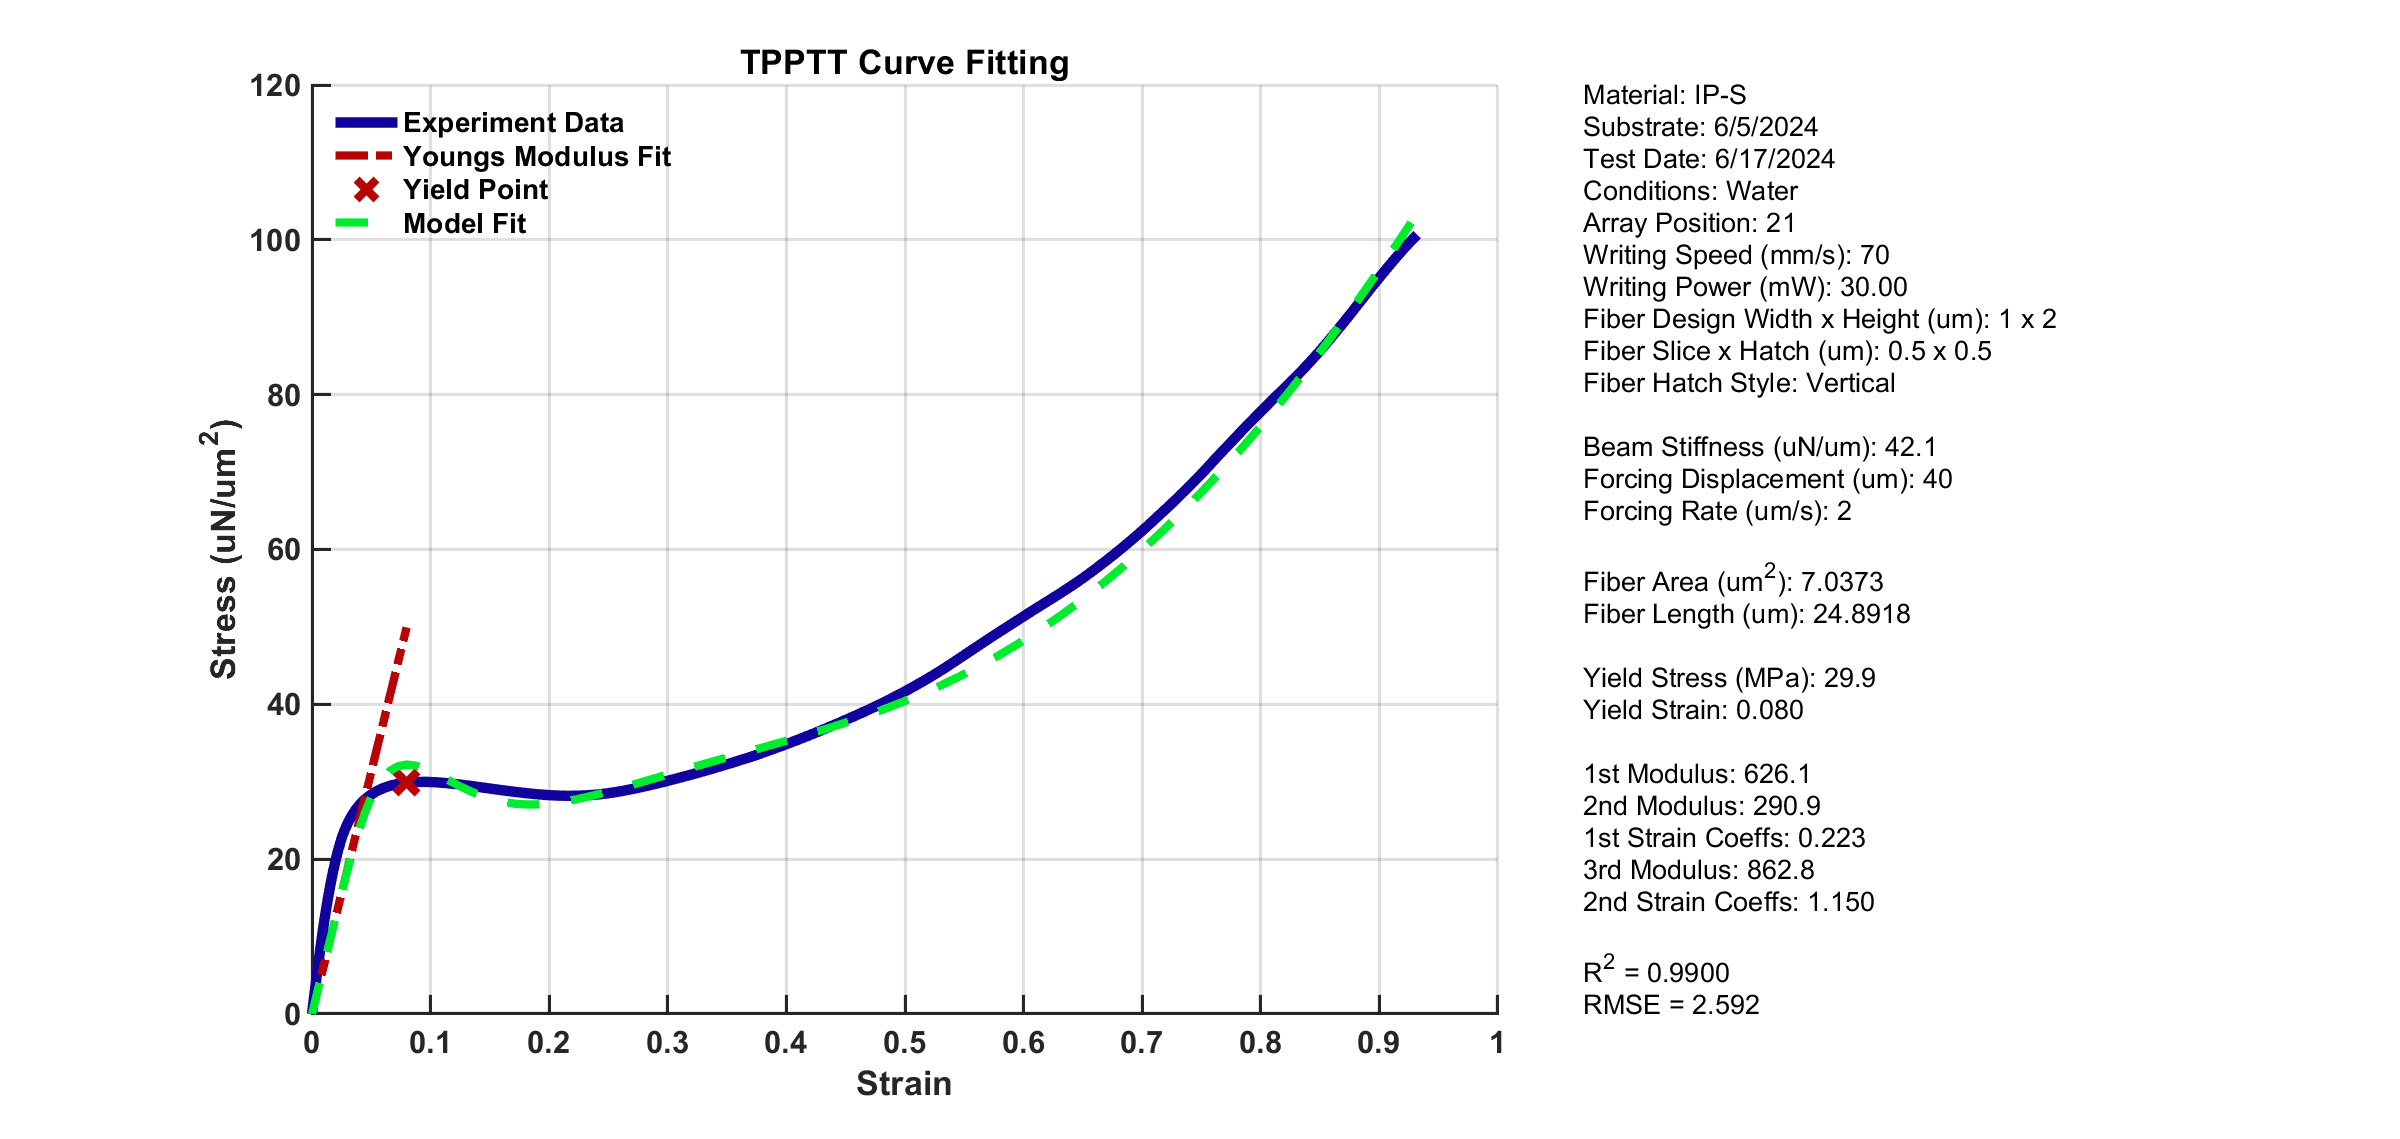 TPPTT Curve Fitting
120
100
80
60
40
20
0
Stress (uN/um²)
Experiment Data
Youngs Modulus Fit
Yield Point
Model Fit
0 0.1 0.2 0.3 0.4 0.5 0.6 0.7 0.8 0.9 1
Strain
Material: IP-S
Substrate: 6/5/2024
Test Date: 6/17/2024
Conditions: Water
Array Position: 21
Writing Speed (mm/s): 70
Writing Power (mW): 30.00
Fiber Design Width x Height (um): 1 x 2
Fiber Slice x Hatch (um): 0.5 x 0.5
Fiber Hatch Style: Vertical
Beam Stiffness (uN/um): 42.1
Forcing Displacement (um): 40
Forcing Rate (um/s): 2
Fiber Area (um²): 7.0373
Fiber Length (um): 24.8918
Yield Stress (MPa): 29.9
Yield Strain: 0.080
1st Modulus: 626.1
2nd Modulus: 290.9
1st Strain Coeffs: 0.223
3rd Modulus: 862.8
2nd Strain Coeffs: 1.150
R² = 0.9900
RMSE = 2.592